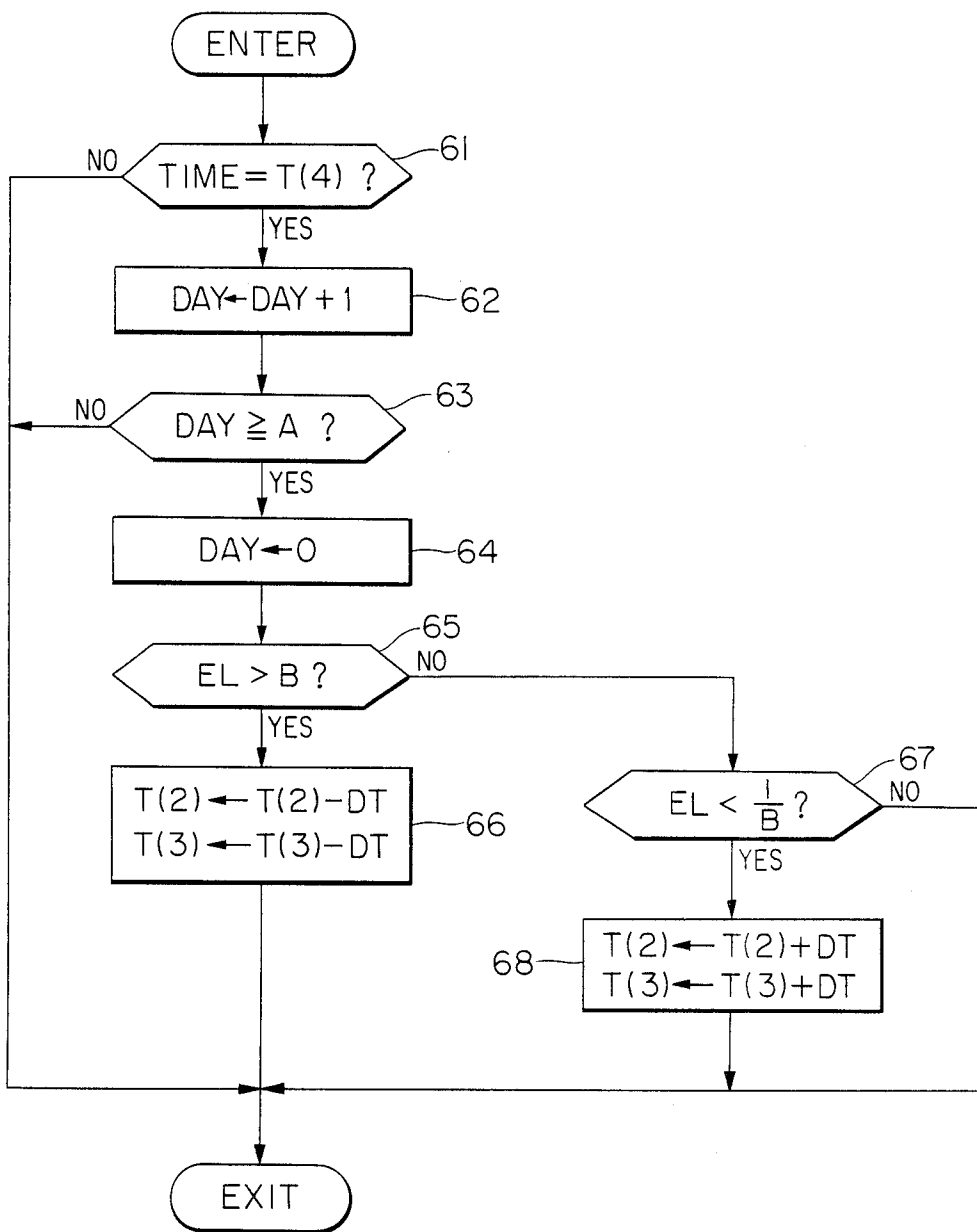 ENTER
61
NO
TIME = T(4) ?
YES
DAY←DAY + 1
62
63
NO
DAY ≧ A ?
YES
DAY←0
64
65
EL > B ?
NO
YES
T(2) ← T(2)-DT
T(3) ← T(3)-DT
66
67
EL < 1/B ?
NO
YES
T(2) ← T(2)+DT
T(3) ← T(3)+DT
68
EXIT